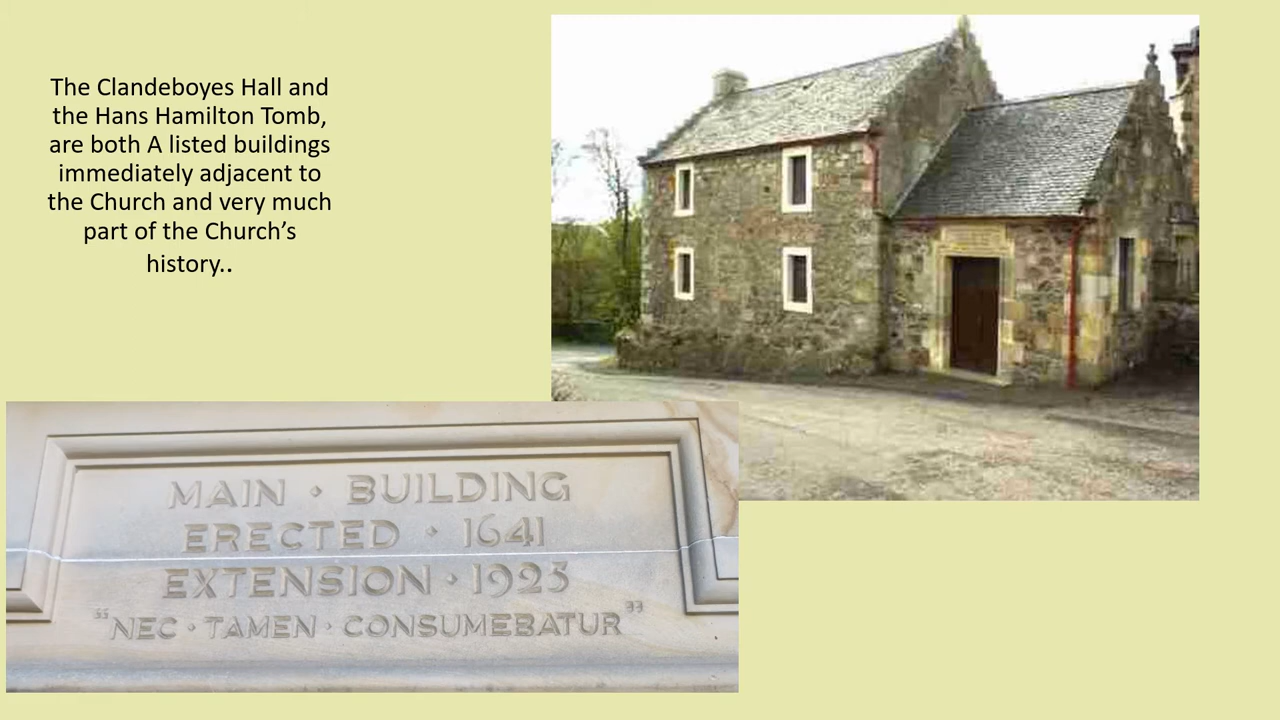 The Clandeboyes Hall and
the Hans Hamilton Tomb,
are both A listed buildings
immediately adjacent to
the Church and very much
part of the Church’s
history..
MAIN · BUILDING
ERECTED · 1641
EXTENSION · 1925
"NEC · TAMEN · CONSUMEBATUR"